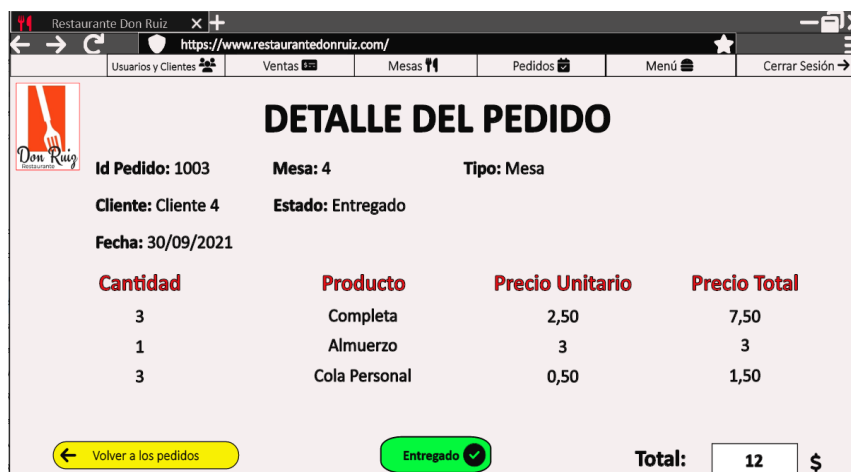 Restaurante Don Ruiz
https://www.restaurantedonruiz.com/
Usuarios y Clientes Ventas Mesas Pedidos Menú Cerrar Sesión
DETALLE DEL PEDIDO
Don Ruiz
Restaurante
Id Pedido: 1003 Mesa: 4 Tipo: Mesa
Cliente: Cliente 4 Estado: Entregado
Fecha: 30/09/2021
Cantidad Producto Precio Unitario Precio Total
3 Completa 2,50 7,50
1 Almuerzo 3 3
3 Cola Personal 0,50 1,50
Volver a los pedidos Entregado Total: 12 $